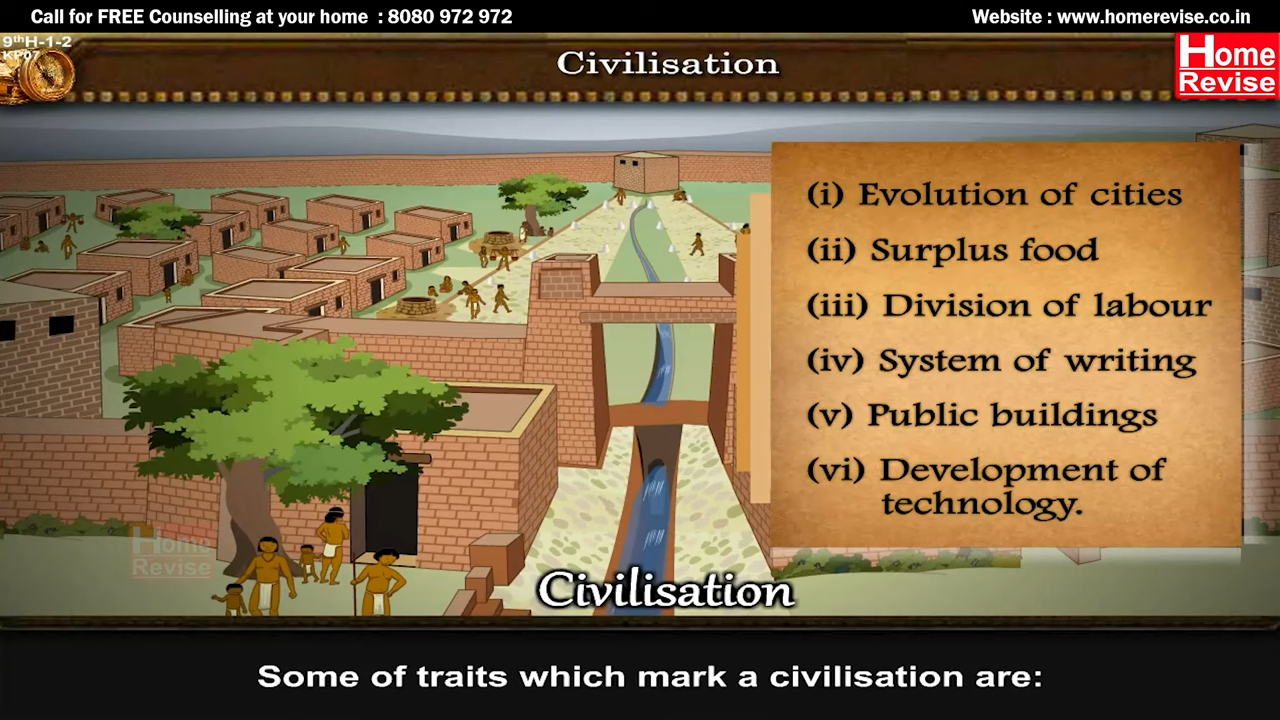 Call for FREE Counselling at your home : 8080 972 972
Website : www.homerevise.co.in
9thH-1-2
KP07
Civilisation
Home
Revise
(i) Evolution of cities
(ii) Surplus food
(iii) Division of labour
(iv) System of writing
(v) Public buildings
(vi) Development of
technology.
Home
Revise
Civilisation
Some of traits which mark a civilisation are: